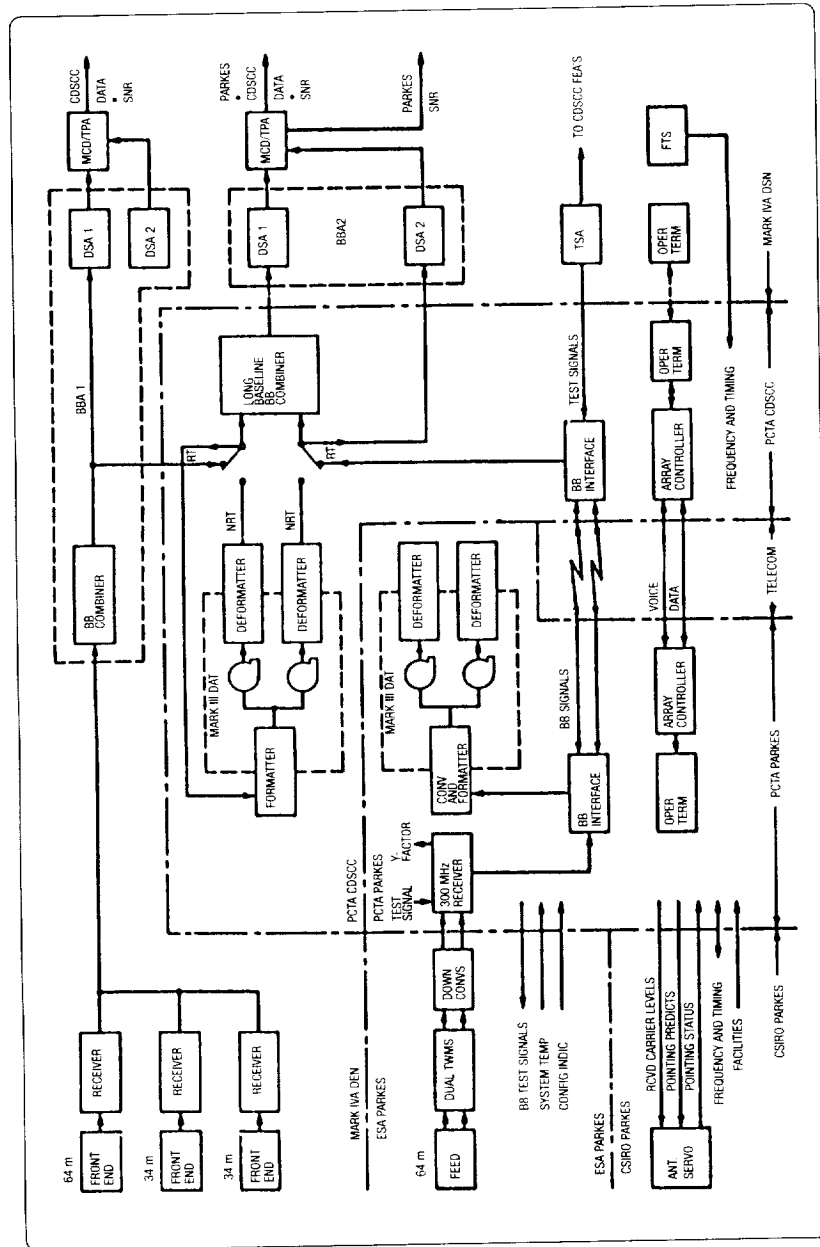 64 m
FRONT
END
RECEIVER
34 m
FRONT
END
RECEIVER
34 m
FRONT
END
RECEIVER
BB
COMBINER
BBA 1
DSA 1
DSA 2
MCD/TPA
CDSCC
DATA
SNR
MARK IVA DEN
ESA PARKES
PCTA CDSCC
PCTA PARKES
FORMATTER
MARK III DAT
DEFORMATTER
DEFORMATTER
NRT
NRT
RT
RT
LONG
BASELINE
BB
COMBINER
DSA 1
BBA2
DSA 2
MCD/TPA
PARKES
CDSCC
DATA
SNR
PARKES
SNR
64 m
FEED
DUAL TWMS
DOWN
CONVS
TEST
SIGNAL
Y-
FACTOR
300 MHz
RECEIVER
CONV
AND
FORMATTER
MARK III DAT
DEFORMATTER
DEFORMATTER
BB TEST SIGNALS
SYSTEM TEMP
CONFIG INDIC
BB
INTERFACE
BB SIGNALS
BB
INTERFACE
TEST SIGNALS
TSA
TO CDSCC FEA'S
ESA PARKES
CSIRO PARKES
ANT.
SERVO
RCVD CARRIER LEVELS
POINTING PREDICTS
POINTING STATUS
FREQUENCY AND TIMING
FACILITIES
OPER
TERM
ARRAY
CONTROLLER
VOICE
DATA
ARRAY
CONTROLLER
OPER
TERM
OPER
TERM
FTS
FREQUENCY AND TIMING
CSIRO PARKES
PCTA PARKES
TELECOM
PCTA CDSCC
MARK IVA DSN